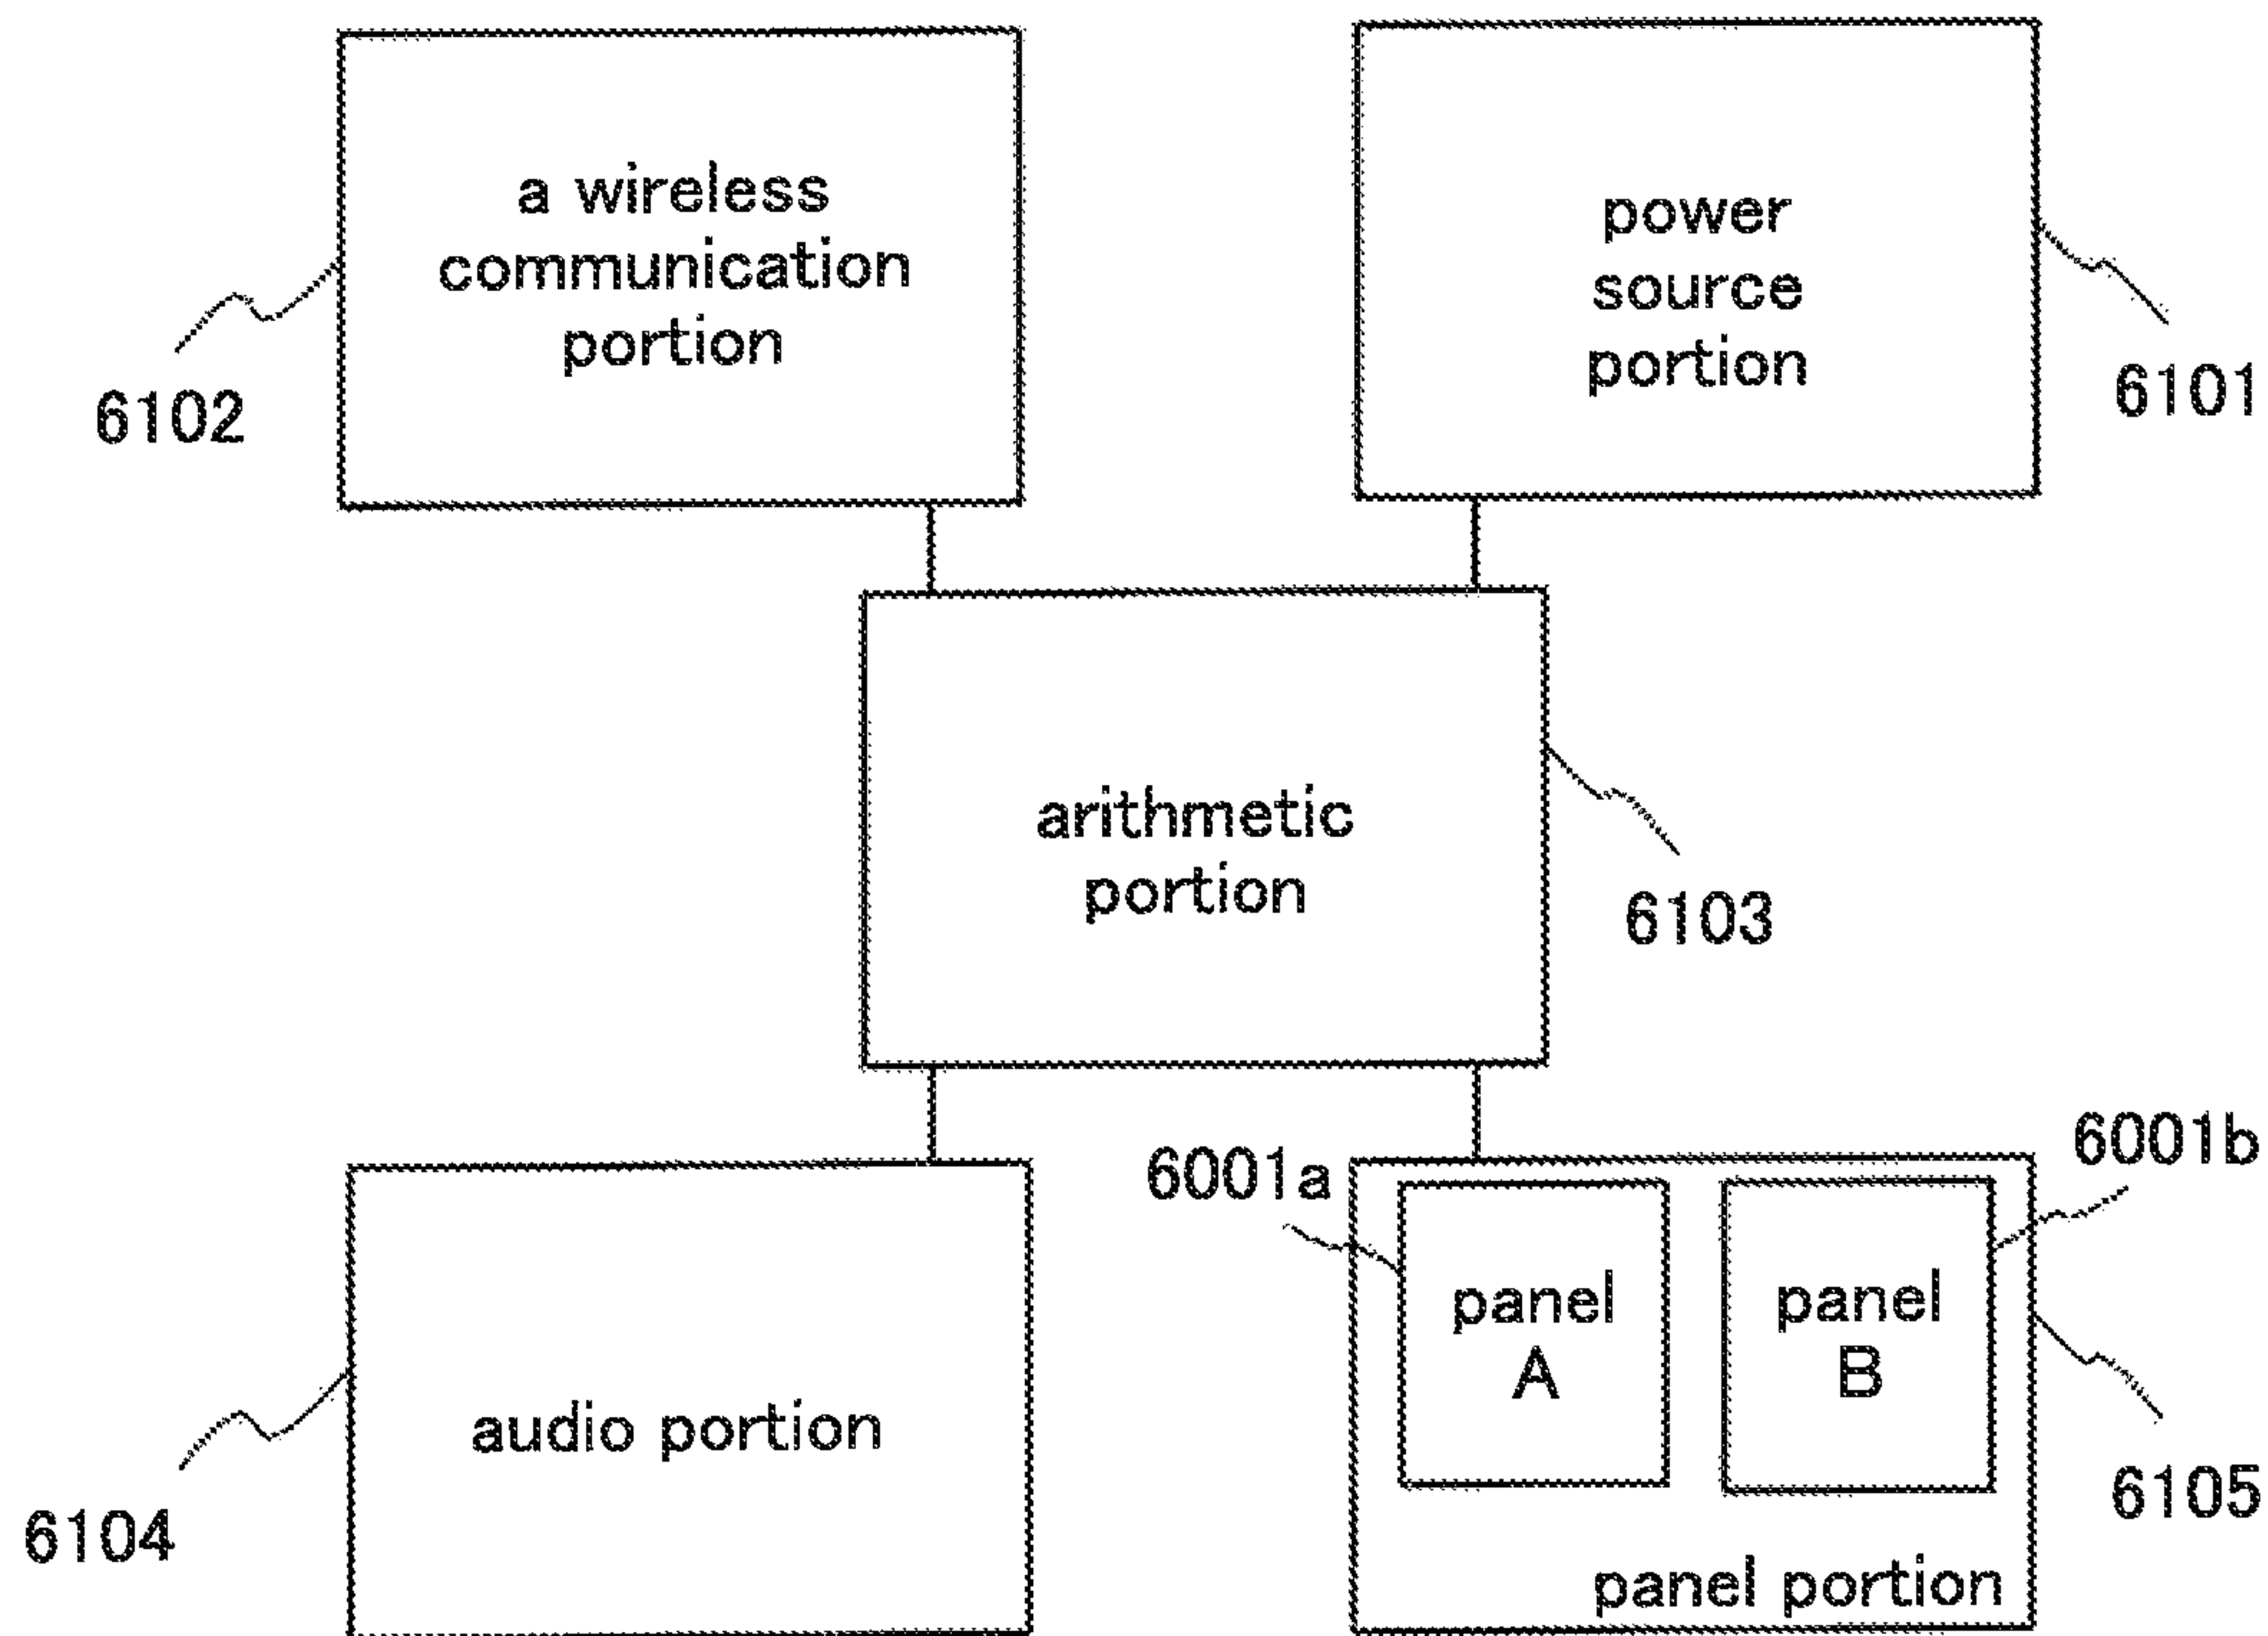 a wireless
communication
portion
6102
power
source
portion
6101
arithmetic
portion
6103
6001a
6001b
panel
A
panel
B
audio portion
6104
6105
panel portion